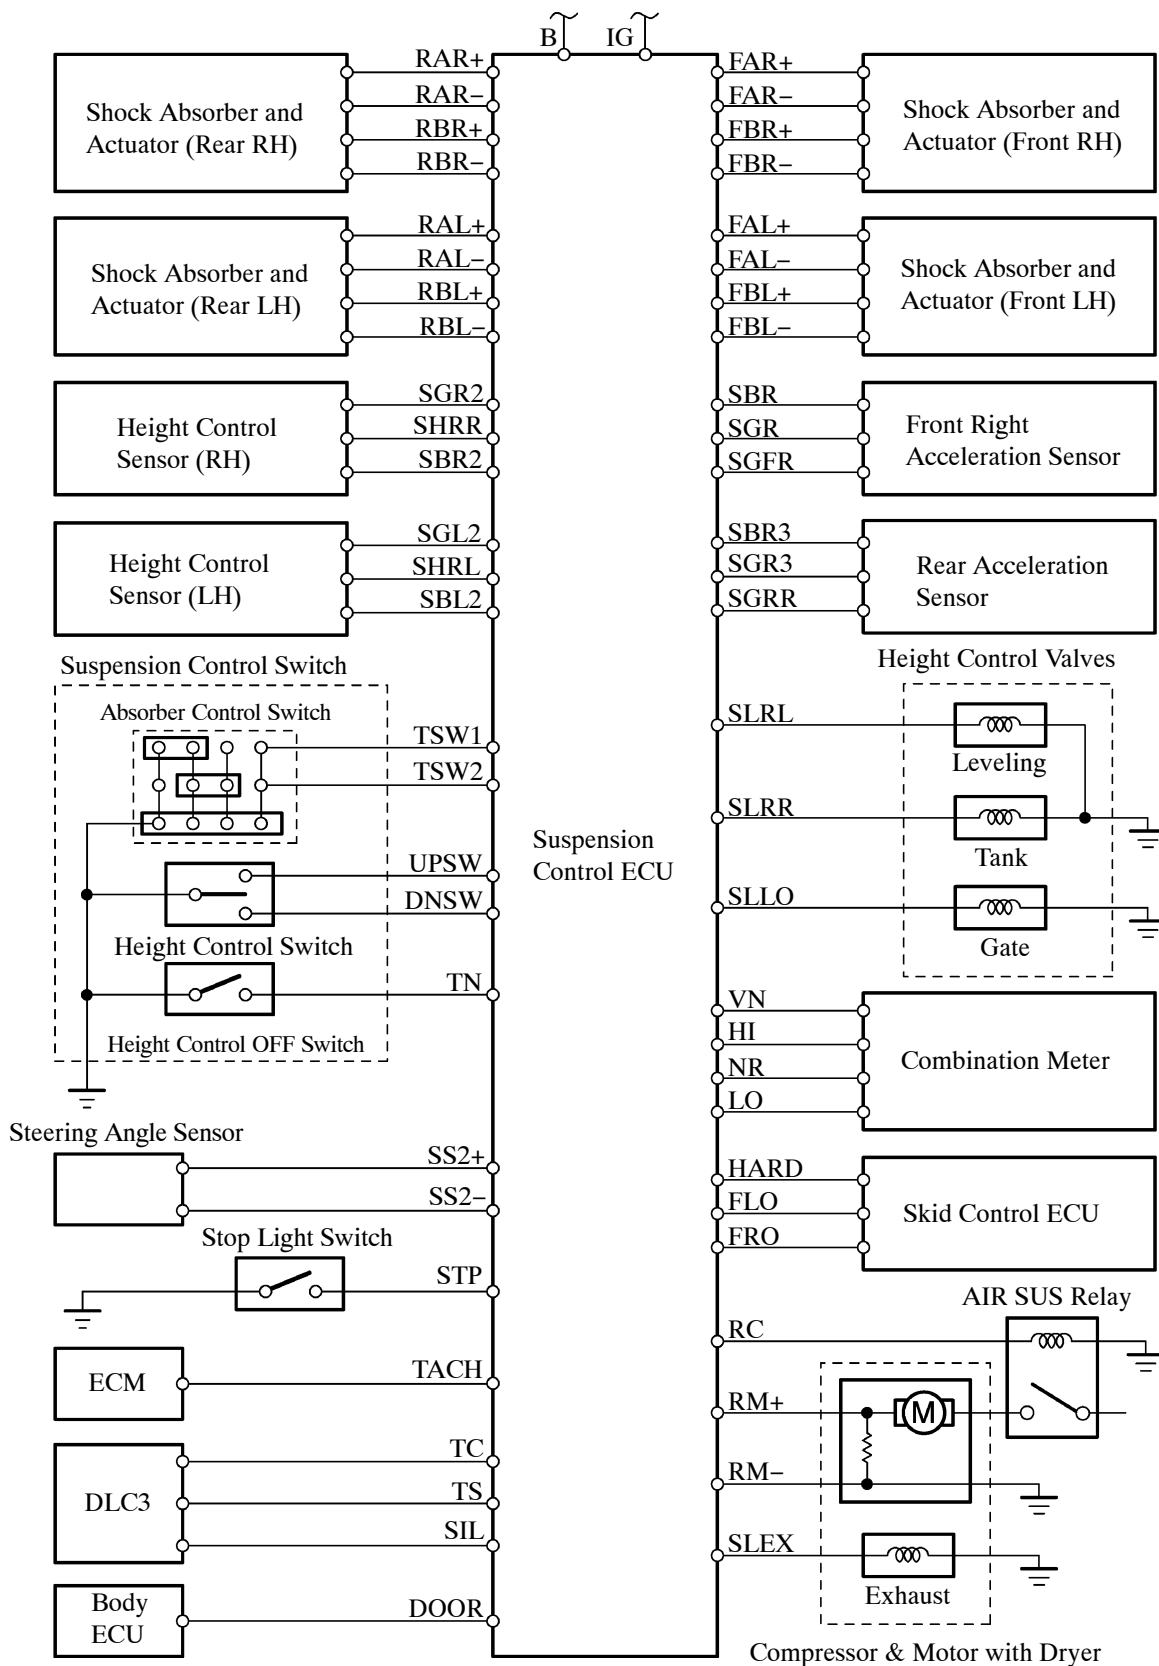 B
IG
Shock Absorber and
Actuator (Rear RH)
RAR+
RAR−
RBR+
RBR−
Shock Absorber and
Actuator (Rear LH)
RAL+
RAL−
RBL+
RBL−
Height Control
Sensor (RH)
SGR2
SHRR
SBR2
Height Control
Sensor (LH)
SGL2
SHRL
SBL2
Suspension Control Switch
Absorber Control Switch
TSW1
TSW2
UPSW
DNSW
Height Control Switch
TN
Height Control OFF Switch
Steering Angle Sensor
SS2+
SS2−
Stop Light Switch
STP
ECM
TACH
DLC3
TC
TS
SIL
Body
ECU
DOOR
Suspension
Control ECU
FAR+
FAR−
FBR+
FBR−
Shock Absorber and
Actuator (Front RH)
FAL+
FAL−
FBL+
FBL−
Shock Absorber and
Actuator (Front LH)
SBR
SGR
SGFR
Front Right
Acceleration Sensor
SBR3
SGR3
SGRR
Rear Acceleration
Sensor
Height Control Valves
SLRL
Leveling
SLRR
Tank
SLLO
Gate
VN
HI
NR
LO
Combination Meter
HARD
FLO
FRO
Skid Control ECU
AIR SUS Relay
RC
RM+
M
RM−
SLEX
Exhaust
Compressor & Motor with Dryer